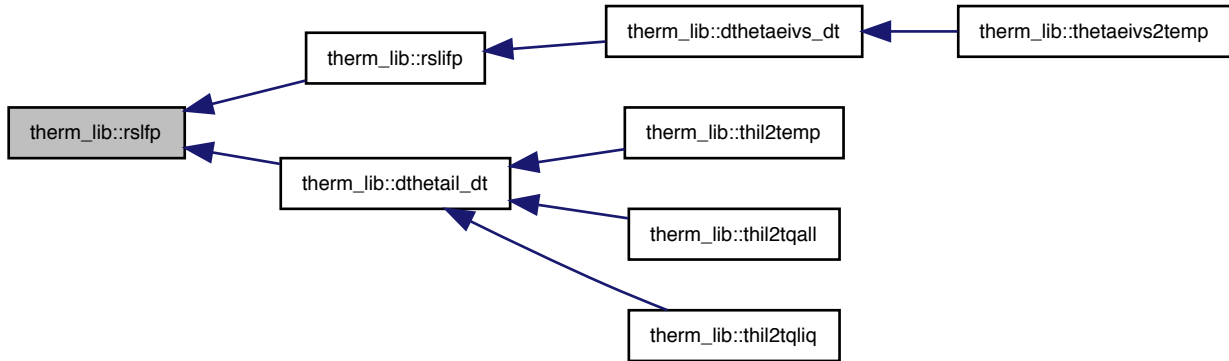 therm_lib::rslfp
therm_lib::rslifp
therm_lib::dthetaeivs_dt
therm_lib::thetaeivs2temp
therm_lib::dthetail_dt
therm_lib::thil2temp
therm_lib::thil2tqall
therm_lib::thil2tqliq